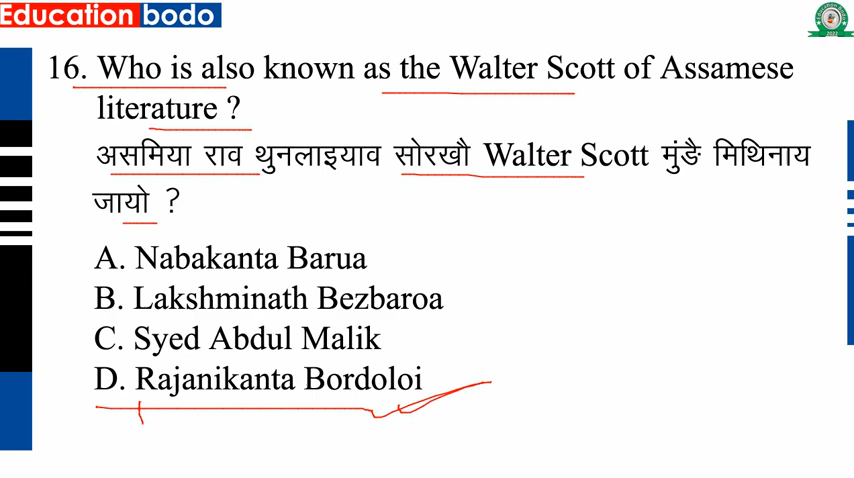 Education bodo
16. Who is also known as the Walter Scott of Assamese
literature ?
असमिया राव थुनलाइयाव सोरखौ Walter Scott मुंङै मिथिनाय
जायो ?
A. Nabakanta Barua
B. Lakshminath Bezbaroa
C. Syed Abdul Malik
D. Rajanikanta Bordoloi